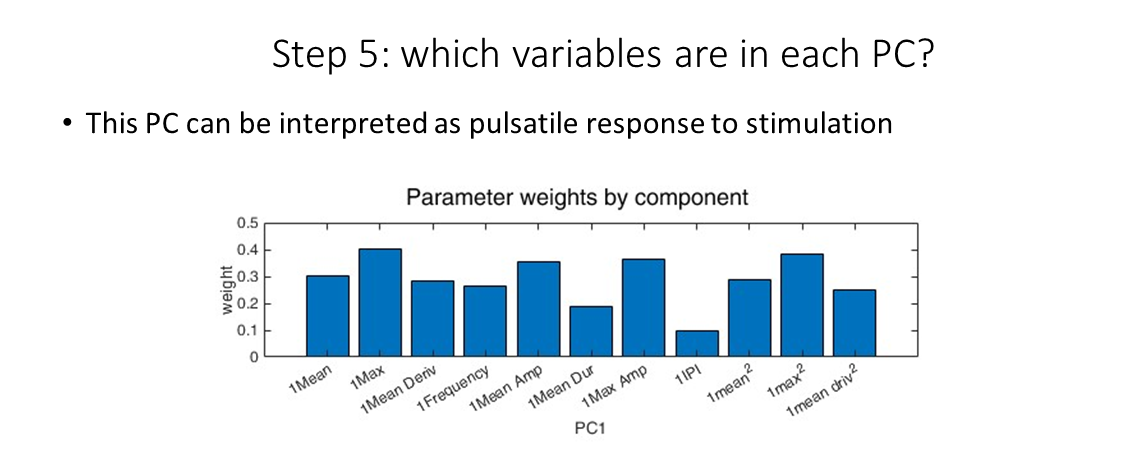 Step 5: which variables are in each PC?
• This PC can be interpreted as pulsatile response to stimulation
Parameter weights by component
0.5
0.4
0.3
0.2
0.1
0
weight
1Mean
1Max
1Mean Deriv
1Frequency
1Mean Amp
1Mean Dur
1Max Amp
1IPI
1mean²
1max²
1mean driv²
PC1